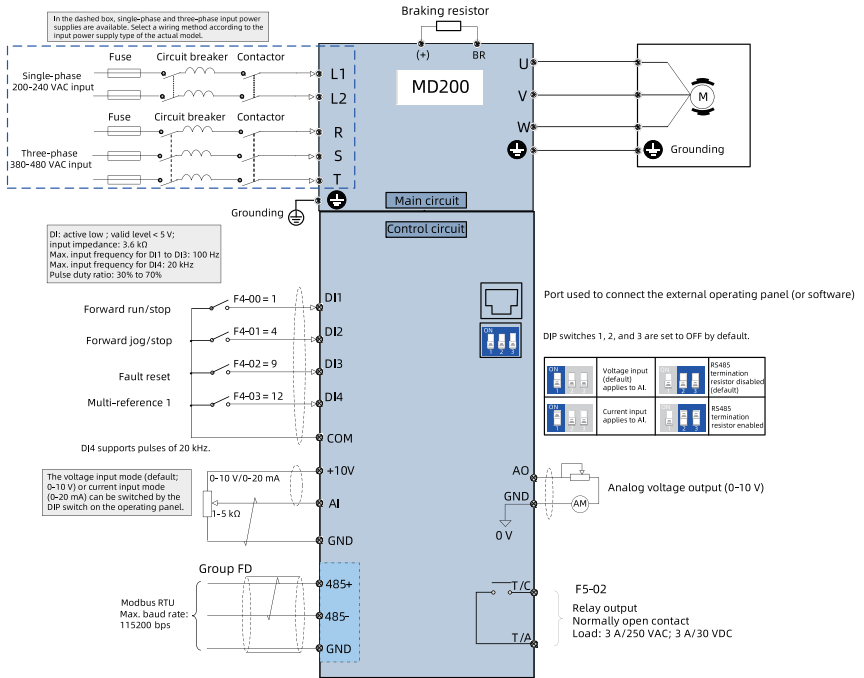 In the dashed box, single-phase and three-phase input power
supplies are available. Select a wiring method according to the
input power supply type of the actual model.
Braking resistor
(+)
BR
Fuse
Circuit breaker
Contactor
Single-phase
200-240 VAC input
L1
L2
Fuse
Circuit breaker
Contactor
Three-phase
380-480 VAC input
R
S
T
MD200
U
V
W
M
Grounding
Grounding
Main circuit
Control circuit
DI: active low ; valid level < 5 V;
input impedance: 3.6 kΩ
Max. input frequency for DI1 to DI3: 100 Hz
Max. input frequency for DI4: 20 kHz
Pulse duty ratio: 30% to 70%
Forward run/stop
F4-00 = 1
DI1
Forward jog/stop
F4-01 = 4
DI2
Fault reset
F4-02 = 9
DI3
Multi-reference 1
F4-03 = 12
DI4
COM
DI4 supports pulses of 20 kHz.
Port used to connect the external operating panel (or software)
ON
1 2 3
DIP switches 1, 2, and 3 are set to OFF by default.
ON
1
Voltage input
(default)
applies to AI.
2 3
RS485
termination
resistor disabled
(default)
ON
1
Current input
applies to AI.
2 3
RS485
termination
resistor enabled
The voltage input mode (default;
0-10 V) or current input mode
(0-20 mA) can be switched by the
DIP switch on the operating panel.
0-10 V/0-20 mA
1-5 kΩ
+10V
AI
GND
AO
GND
0 V
AM
Analog voltage output (0-10 V)
Group FD
Modbus RTU
Max. baud rate:
115200 bps
485+
485-
GND
T/C
T/A
F5-02
Relay output
Normally open contact
Load: 3 A/250 VAC; 3 A/30 VDC